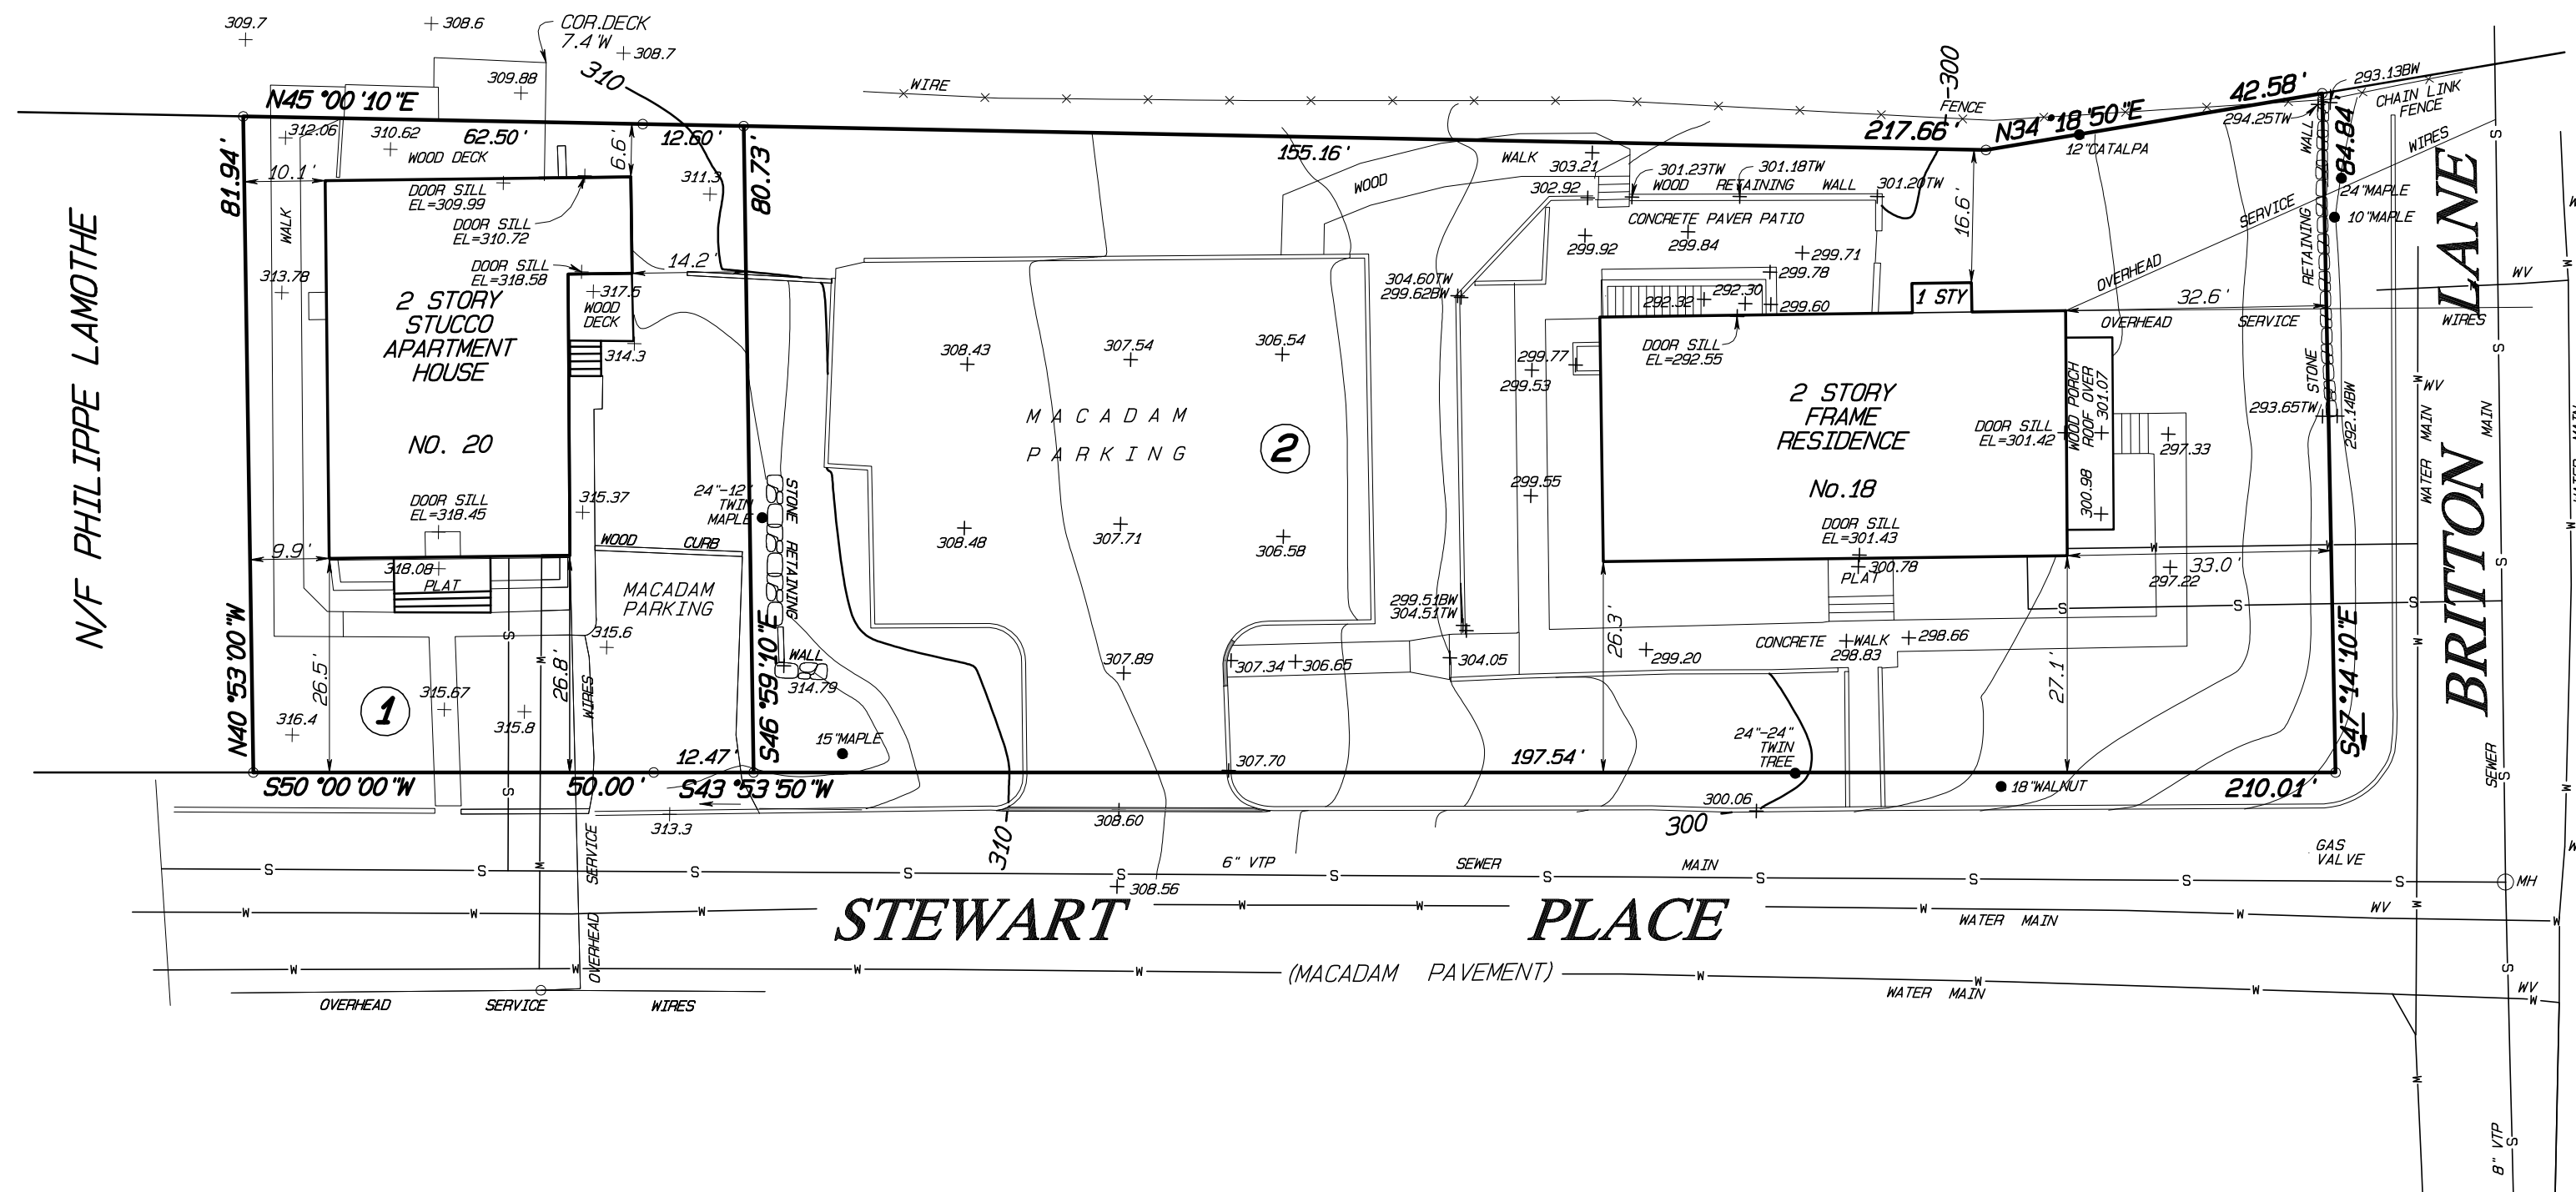 309.7
308.6
COR.DECK
7.4'W
308.7
309.88
310
WIRE
-300
FENCE
42.58'
293.13BW
CHAIN LINK
FENCE
N45°00'10"E
312.06
310.62
62.50'
WOOD DECK
6.6'
12.60'
155.16'
WALK
217.66'
N34°18'50"E
12"CATALPA
294.25TW
WALL
84.84
WIRES
S
81.94'
10.1'
DOOR SILL
EL=309.99
DOOR SILL
EL=310.72
311.3
80.73'
WOOD
303.21
302.92
301.23TW
301.18TW
301.20TW
WOOD RETAINING WALL
CONCRETE PAVER PATIO
16.6'
24"MAPLE
10"MAPLE
SERVICE
OVERHEAD
RETAINING
LANE
N/F PHILIPPE LAMOTHE
WALK
313.78
DOOR SILL
EL=318.58
14.2'
299.92
299.84
299.71
299.78
304.60TW
299.62BW
292.32
292.30
299.60
1 STY
32.6'
OVERHEAD SERVICE WIRES
WV
2 STORY
STUCCO
APARTMENT
HOUSE
NO. 20
317.5
WOOD
DECK
314.3
308.43
307.54
306.54
MACADAM
PARKING
2
299.77
299.53
DOOR SILL
EL=292.55
2 STORY
FRAME
RESIDENCE
No.18
DOOR SILL
EL=301.42
WOOD PORCH
ROOF OVER
301.07
300.98
STONE
293.65TW
292.14BW
297.33
WV
WATER MAIN
MAIN
WATER MAIN
BRITTON
DOOR SILL
EL=318.45
315.37
24"-12"
TWIN
MAPLE
STONE RETAINING
308.48
307.71
306.58
299.55
DOOR SILL
EL=301.43
9.9'
318.08
PLAT
WOOD CURB
MACADAM
PARKING
300.78
PLAT
33.0'
297.22
299.51BW
304.51TW
N40°53'00"W
26.5'
1
315.67
316.4
315.8
26.8'
315.6
WIRES
S46°59'10"E
WALL
314.79
15"MAPLE
307.89
307.34
306.65
304.05
26.3'
299.20
CONCRETE WALK
298.83
298.66
27.1'
S47°14'10"E
SEWER
24"-24"
TWIN
TREE
12.47'
307.70
197.54'
18"WALNUT
S50°00'00"W
50.00'
S43°53'50"W
210.01'
313.3
310
308.60
300.06
300
SERVICE
OVERHEAD
6" VTP SEWER MAIN
GAS
VALVE
308.56
MH
STEWART PLACE
WATER MAIN
WV
(MACADAM PAVEMENT)
WATER MAIN
WV
OVERHEAD SERVICE WIRES
8" VTP